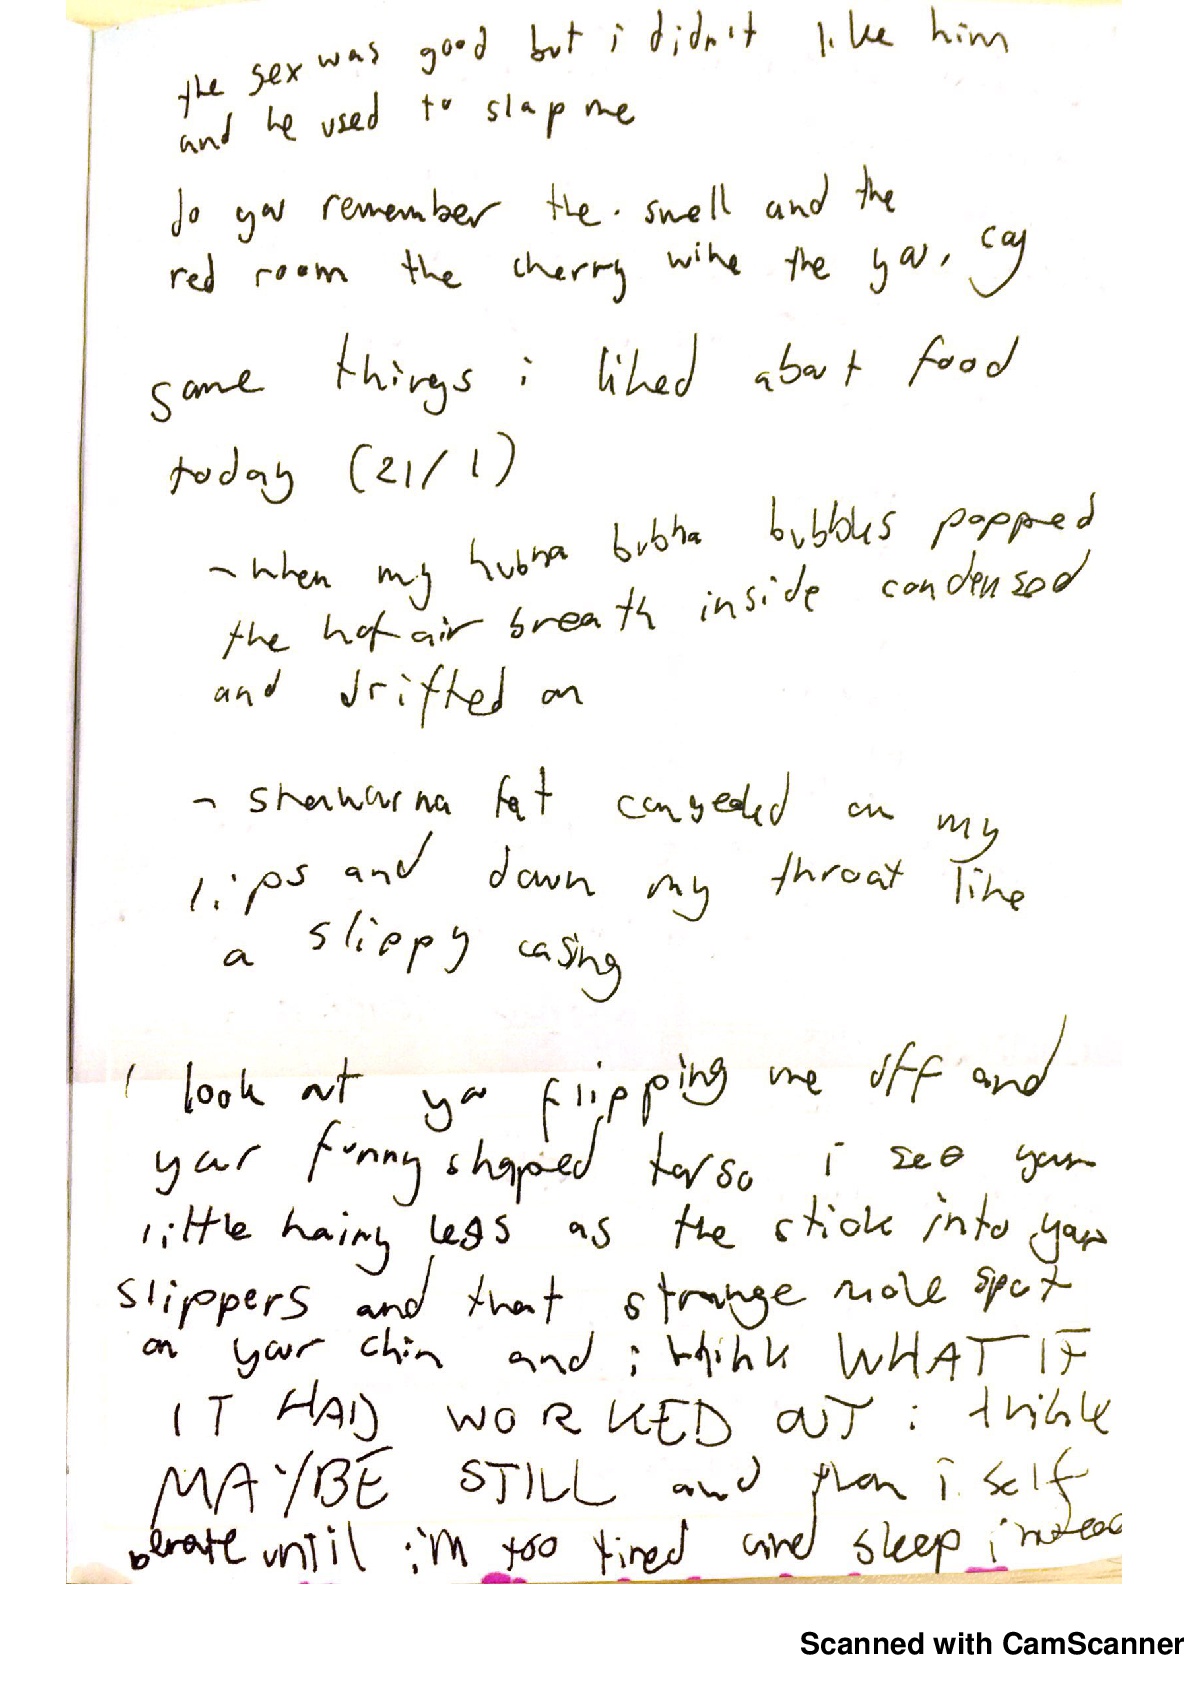 the sex was good but i didn't like him
and he used to slap me
do you remember the smell and the
red room the cherry wine the you, cry
some things i liked about food
today (21/1)
- when my hubba bubba bubbles popped
the hot air breath inside condensed
and drifted on
- shawarma fat congealed on my
lips and down my throat like
a slippy casing
I look at you flipping me off and
your funny shaped torso i see your
little hairy legs as the stick into your
slippers and that strange mole spot
on your chin and i think WHAT IF
IT HAD WORKED OUT i think
MAYBE STILL and then i self
berate until i'm too tired and sleep instead
Scanned with CamScanner